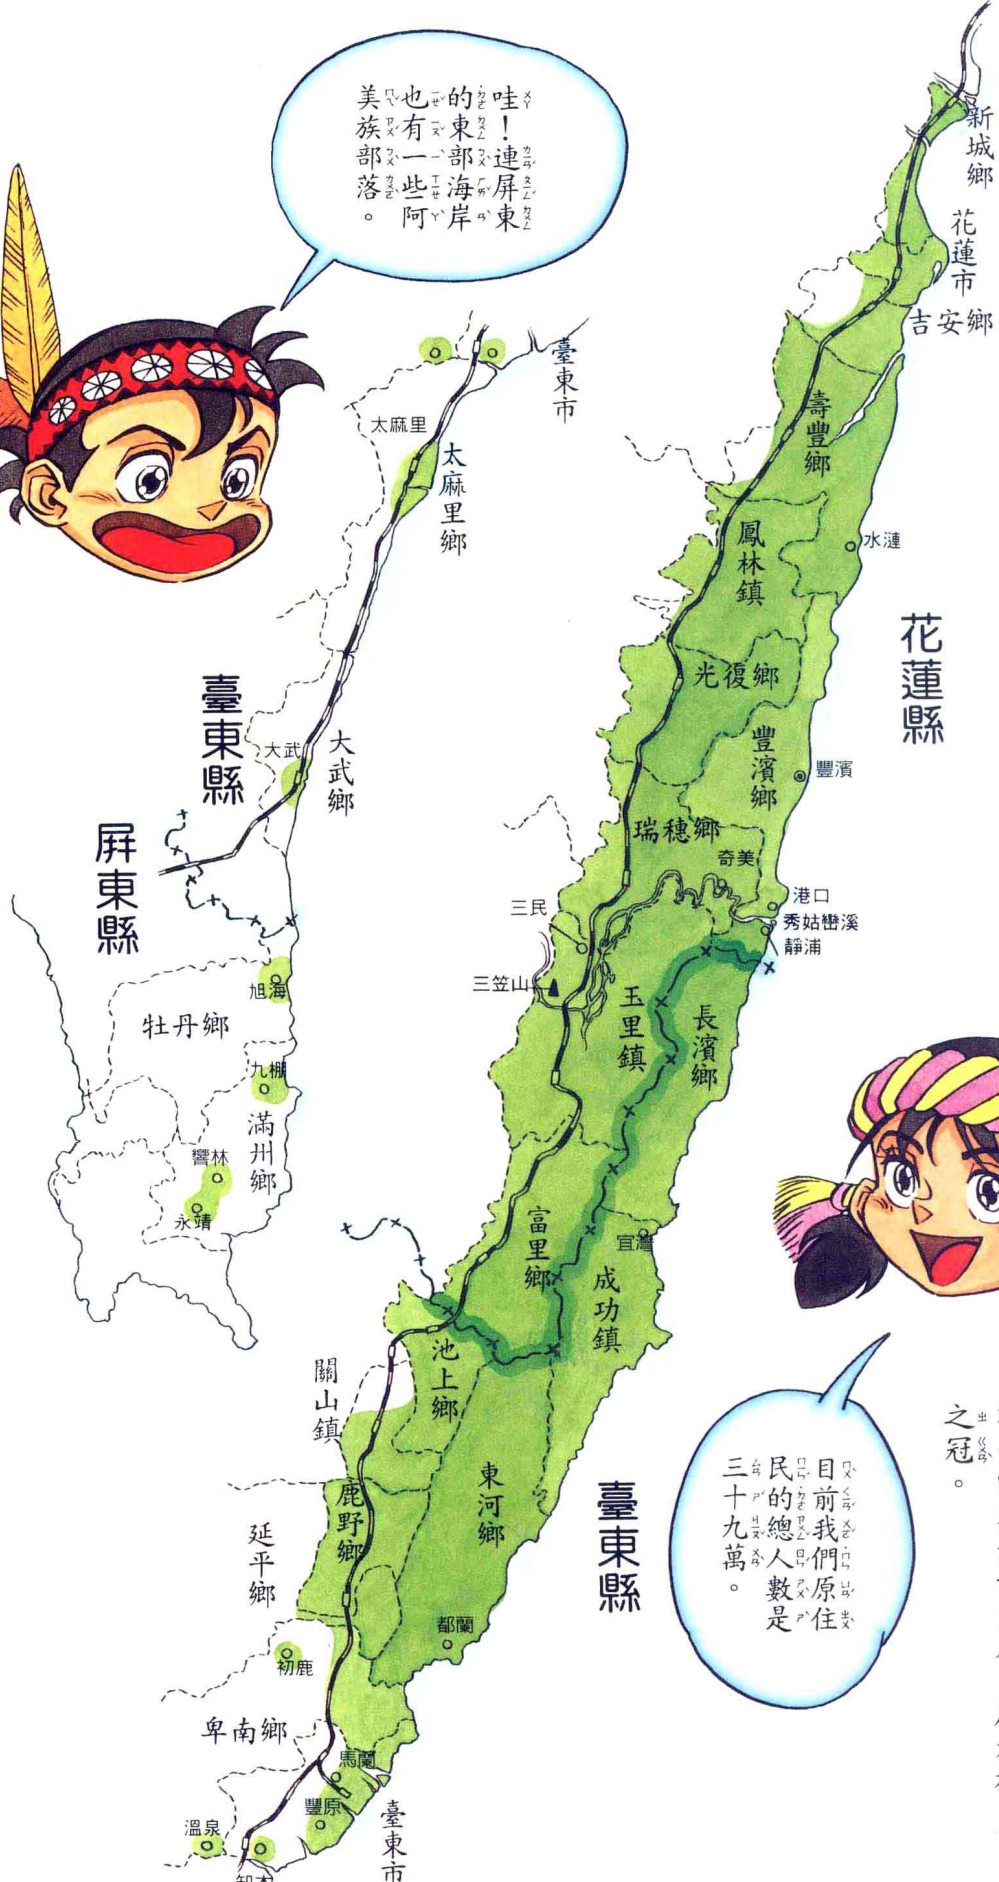 哇！連屏東
的東部海岸
也有一些阿
美族部落。
新城鄉
花蓮市
吉安鄉
壽豐鄉
水漣
鳳林鎮
光復鄉
花蓮縣
豐濱鄉
豐濱
瑞穗鄉
奇美
港口
秀姑巒溪
靜浦
三民
三笠山
玉里鎮
長濱鄉
富里鄉
宜灣
成功鎮
池上鄉
關山鎮
東河鄉
臺東縣
鹿野鄉
延平鄉
都蘭
初鹿
卑南鄉
馬蘭
豐原
臺東市
溫泉
知本
臺東市
太麻里
太麻里鄉
臺東縣
大武
大武鄉
屏東縣
旭海
牡丹鄉
九棚
滿州鄉
響林
永靖
目前我們原住
民的總人數是
三十九萬。
之冠。